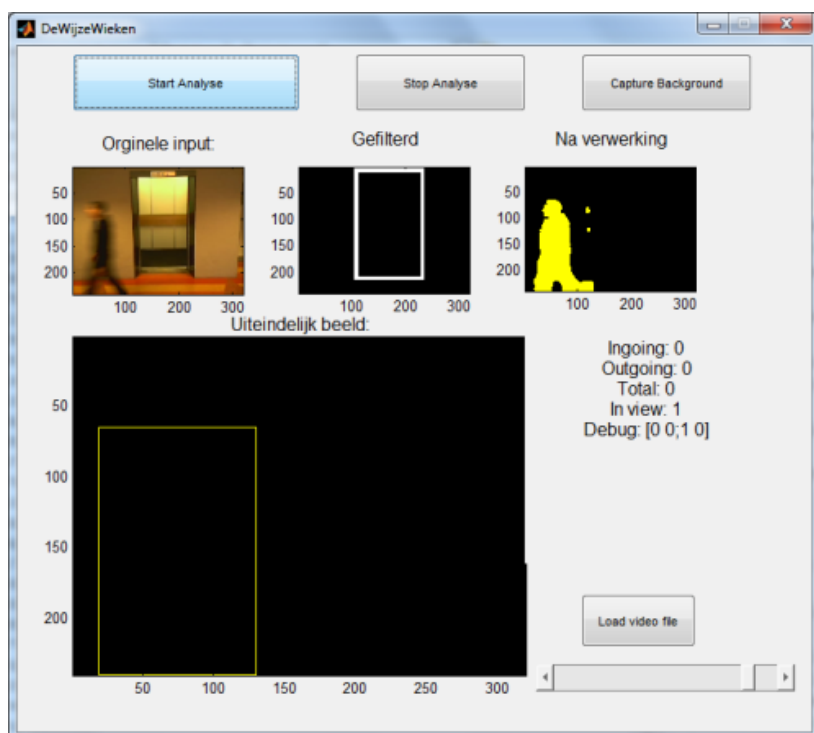 DeWijzeWieken
Start Analyse Stop Analyse Capture Background
Orginele input: Gefilterd Na verwerking
50 50 50
100 100 100
150 150 150
200 200 200
100 200 300 100 200 300 100 200 300
Uiteindelijk beeld:
Ingoing: 0
Outgoing: 0
Total: 0
In view: 1
Debug: [0 0;1 0]
50
100
150
200
50 100 150 200 250 300
Load video file